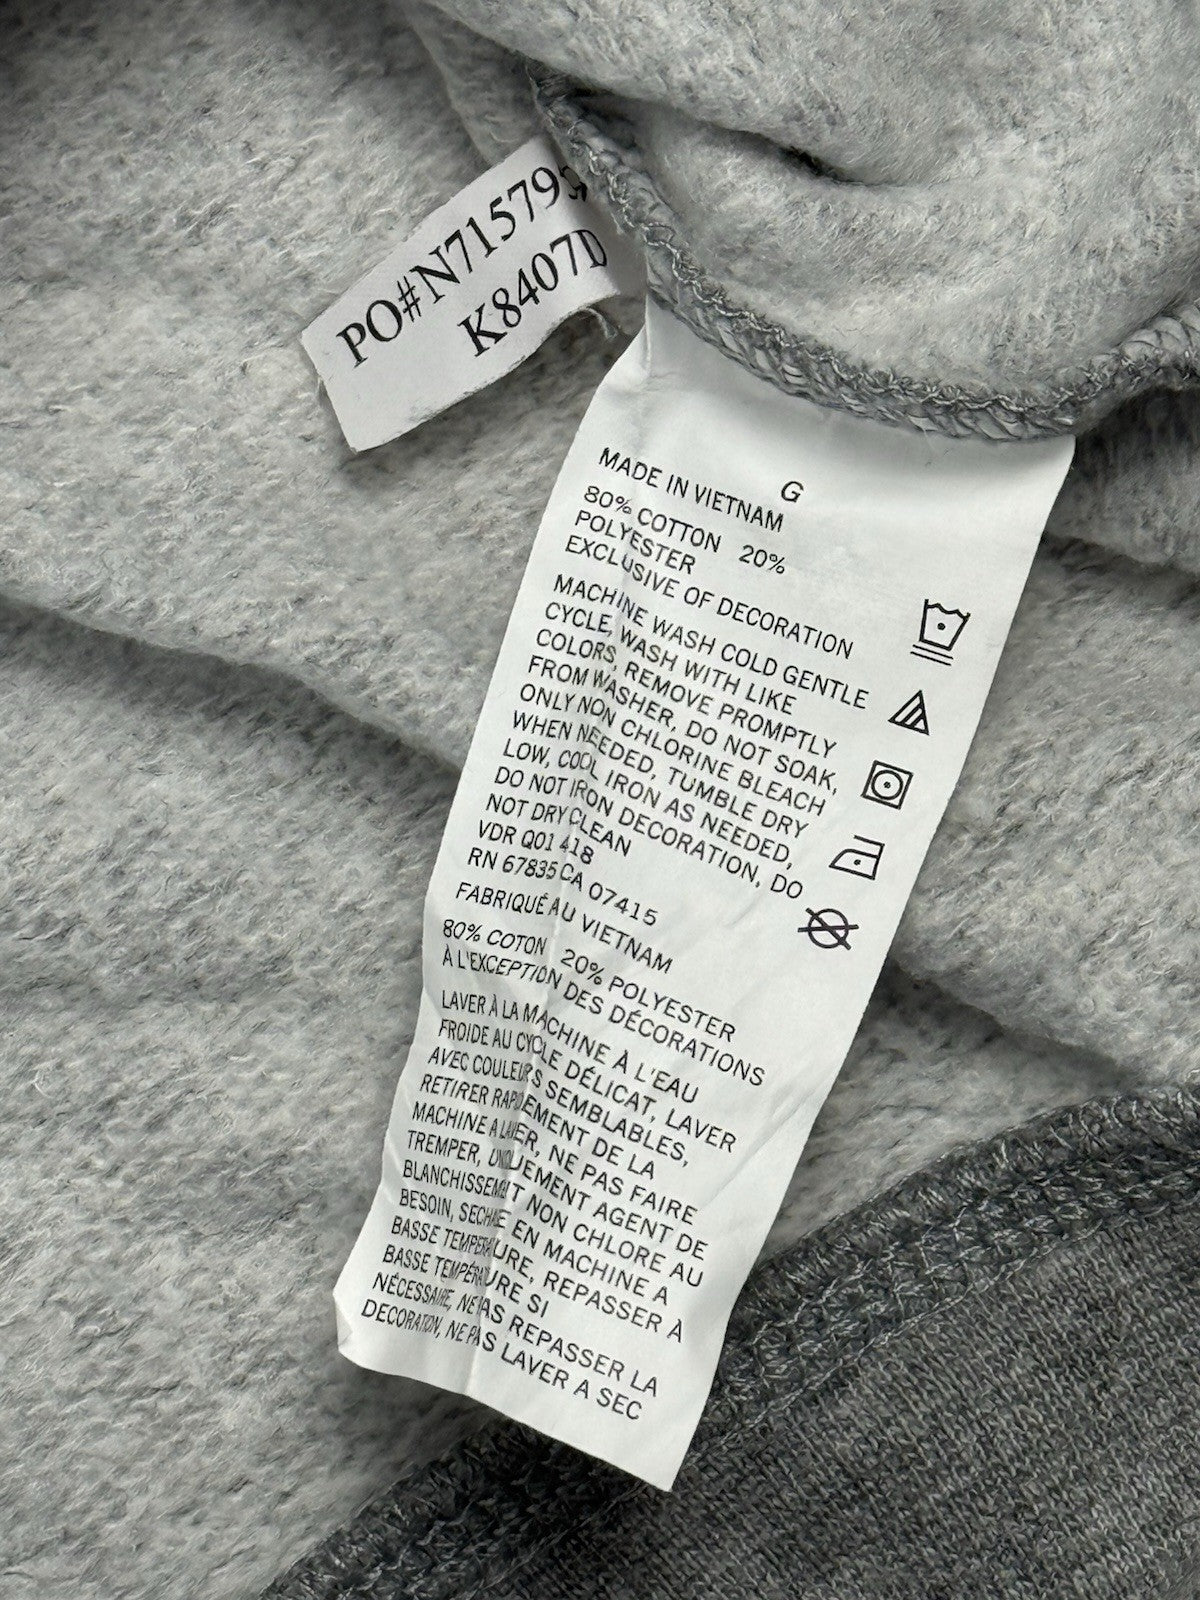 PO#N71579
K8407D
G
MADE IN VIETNAM
80% COTTON 20%
POLYESTER
EXCLUSIVE OF DECORATION
MACHINE WASH COLD GENTLE
CYCLE, WASH WITH LIKE
COLORS, REMOVE PROMPTLY
FROM WASHER, DO NOT SOAK,
ONLY NON CHLORINE BLEACH
WHEN NEEDED, TUMBLE DRY
LOW, COOL IRON AS NEEDED,
DO NOT IRON DECORATION, DO
NOT DRY CLEAN
VDR Q01418
RN 67835 CA 07415
FABRIQUÉ AU VIETNAM
80% COTON 20% POLYESTER
À L'EXCEPTION DES DÉCORATIONS
LAVER À LA MACHINE À L'EAU
FROIDE AU CYCLE DÉLICAT, LAVER
AVEC COULEURS SEMBLABLES,
RETIRER RAPIDEMENT DE LA
MACHINE A LAVER, NE PAS FAIRE
TREMPER, UNIQUEMENT AGENT DE
BLANCHISSEMENT NON CHLORE AU
BESOIN, SECHAGE EN MACHINE A
BASSE TEMPERATURE, REPASSER À
BASSE TEMPÉRATURE SI
NÉCESSAIRE, NE PAS REPASSER LA
DECORATION, NE PAS LAVER A SEC